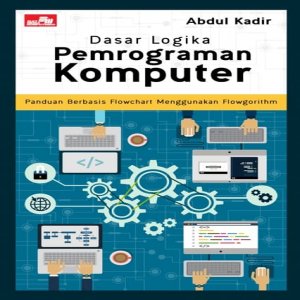 Abdul Kadir
Dasar Logika
Pemrograman
Komputer
Panduan Berbasis Flowchart Menggunakan Flowgorithm